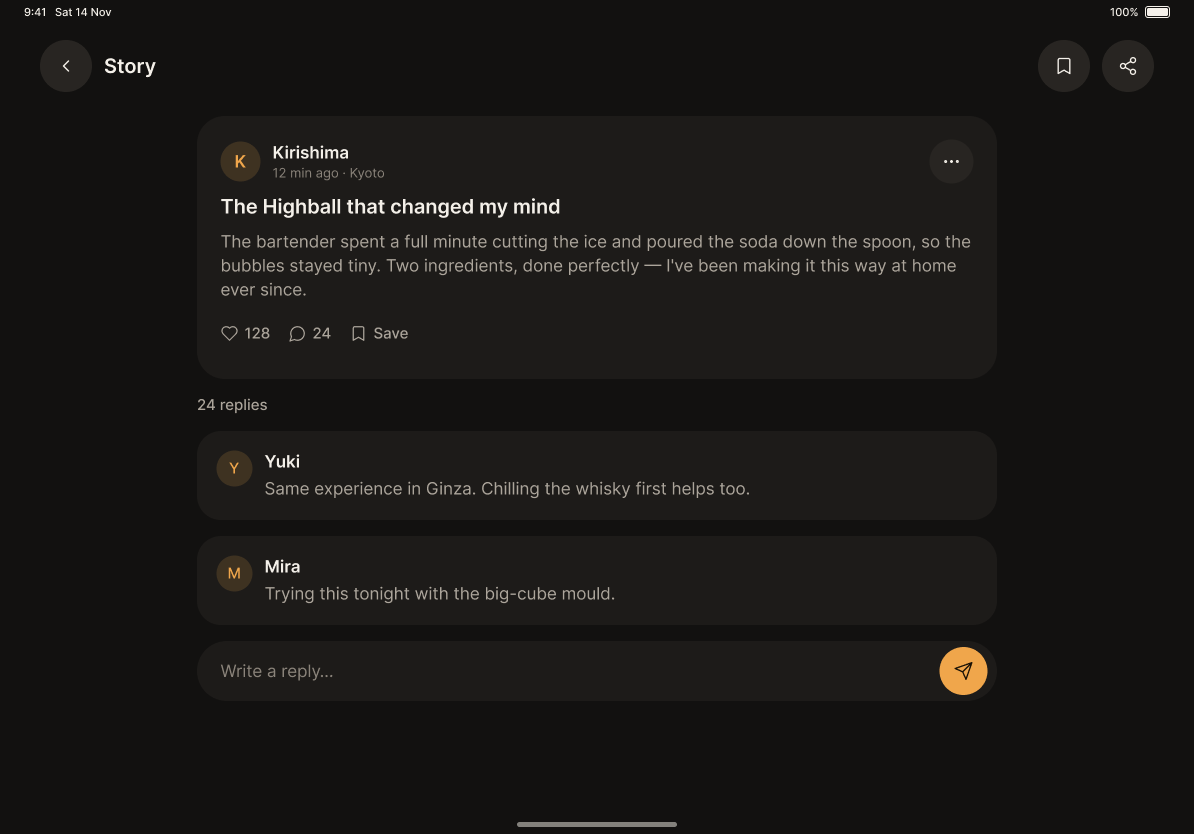 9:41 Sat 14 Nov
100%
Story
K
Kirishima
12 min ago · Kyoto
The Highball that changed my mind
The bartender spent a full minute cutting the ice and poured the soda down the spoon, so the
bubbles stayed tiny. Two ingredients, done perfectly — I've been making it this way at home
ever since.
128 24 Save
24 replies
Y
Yuki
Same experience in Ginza. Chilling the whisky first helps too.
M
Mira
Trying this tonight with the big-cube mould.
Write a reply...